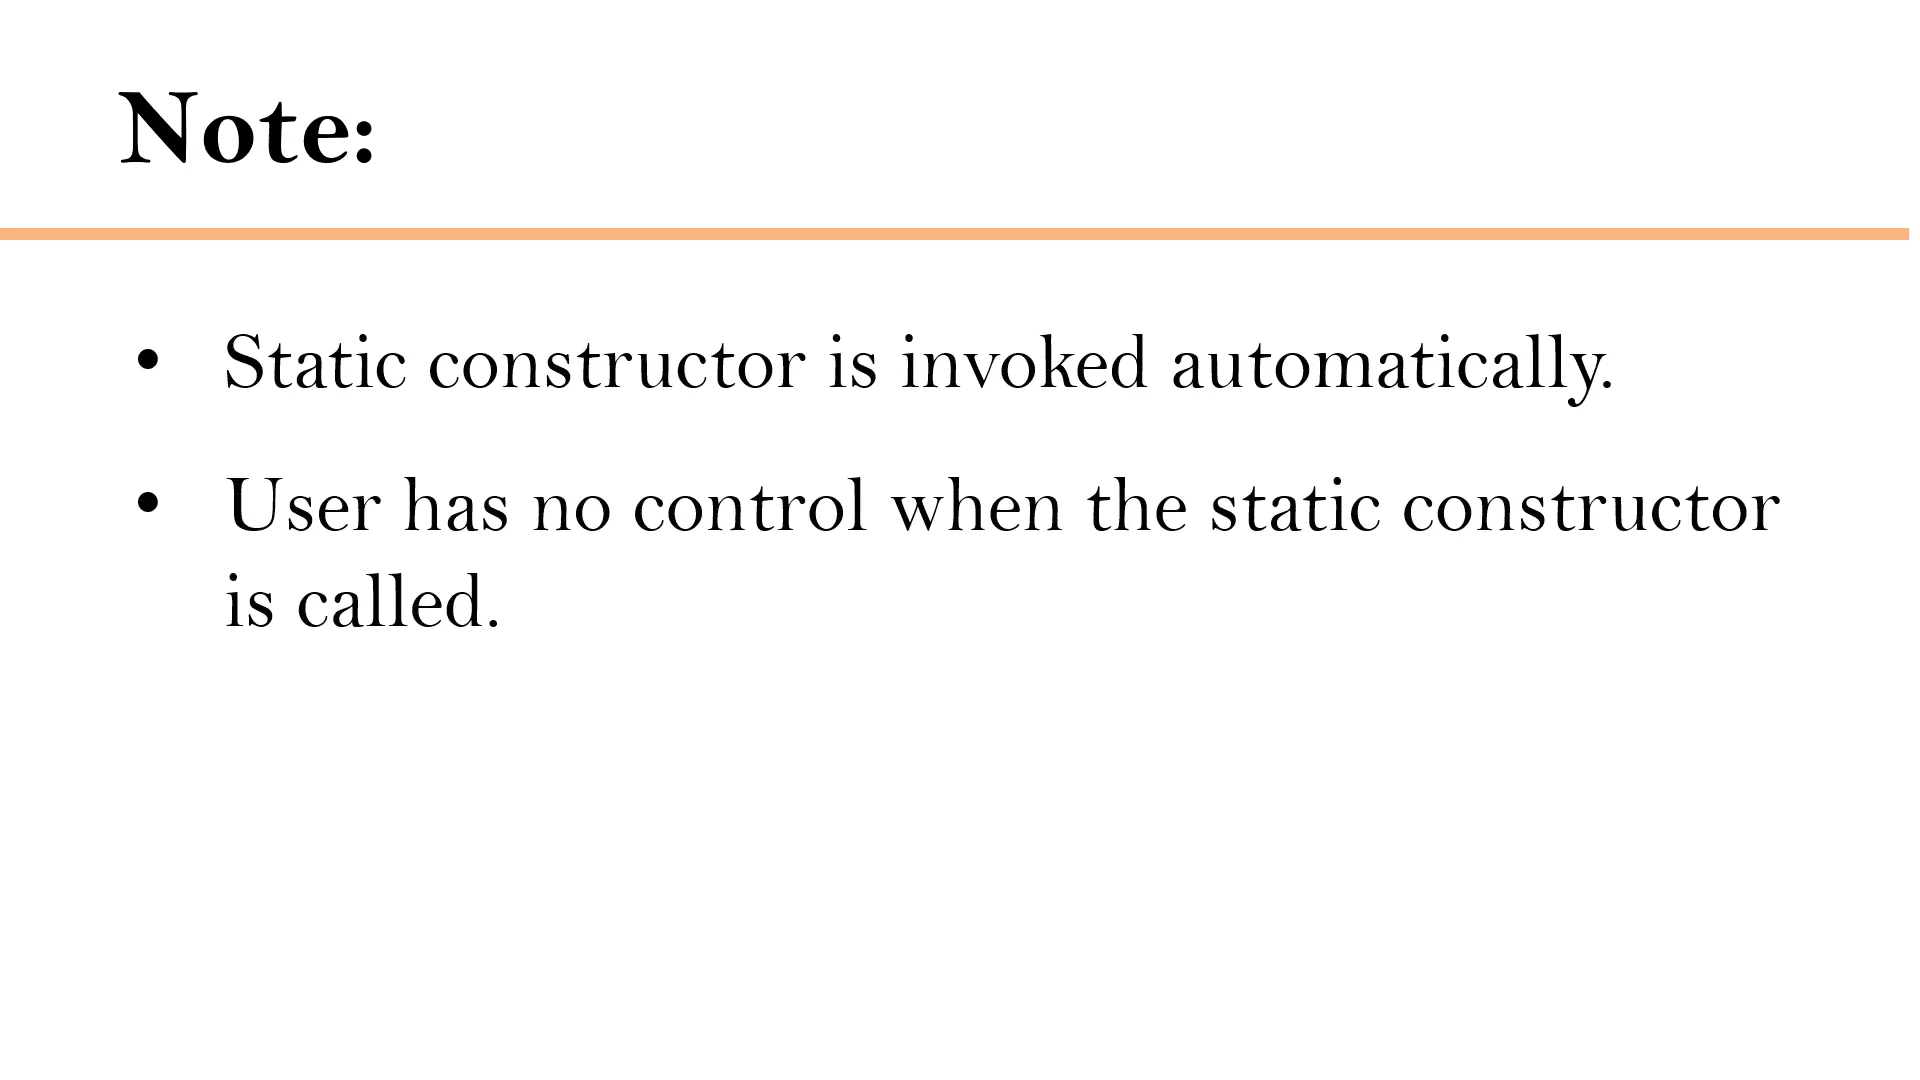 Note:
• Static constructor is invoked automatically.
• User has no control when the static constructor
is called.